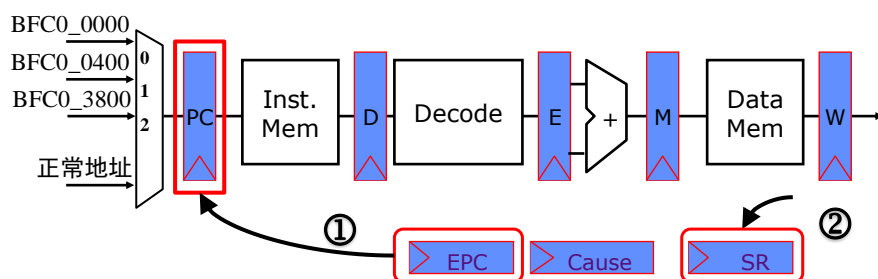 BFC0_0000
BFC0_0400
BFC0_3800
正常地址
0
1
2
PC
Inst.
Mem
D
Decode
E
+
M
Data
Mem
W
①
②
EPC
Cause
SR